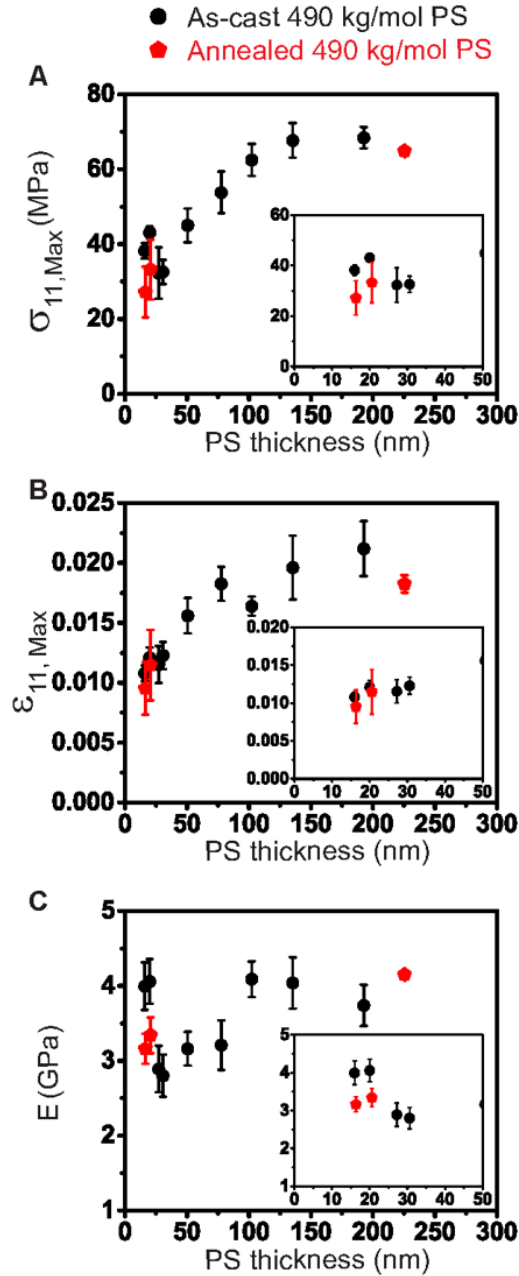 As-cast 490 kg/mol PS
Annealed 490 kg/mol PS
A
σ11,Max (MPa)
80
60
40
20
0
0 50 100 150 200 250 300
PS thickness (nm)
60
40
20
0
0 10 20 30 40 50
B
ε11, Max
0.025
0.020
0.015
0.010
0.005
0.000
0 50 100 150 200 250 300
PS thickness (nm)
0.020
0.015
0.010
0.005
0.000
0 10 20 30 40 50
C
E (GPa)
5
4
3
2
1
0 50 100 150 200 250 300
PS thickness (nm)
5
4
3
2
1
0 10 20 30 40 50